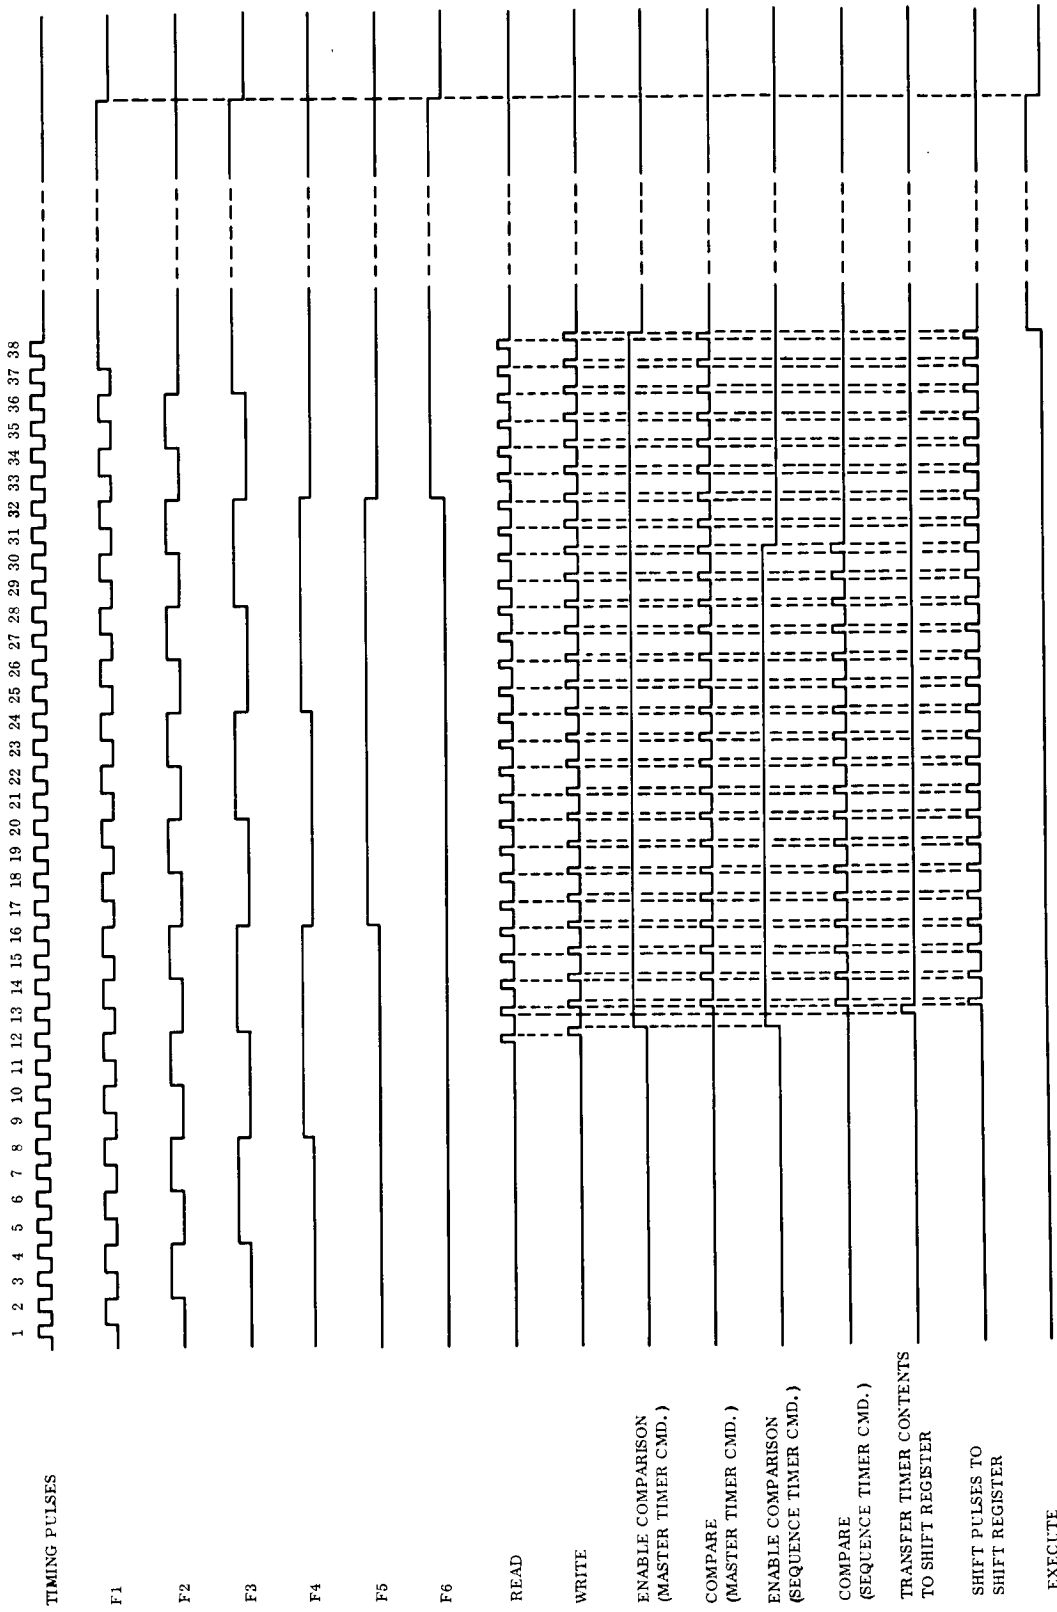 1 2 3 4 5 6 7 8 9 10 11 12 13 14 15 16 17 18 19 20 21 22 23 24 25 26 27 28 29 30 31 32 33 34 35 36 37 38
TIMING PULSES
F1
F2
F3
F4
F5
F6
READ
WRITE
ENABLE COMPARISON
(MASTER TIMER CMD.)
COMPARE
(MASTER TIMER CMD.)
ENABLE COMPARISON
(SEQUENCE TIMER CMD.)
COMPARE
(SEQUENCE TIMER CMD.)
TRANSFER TIMER CONTENTS
TO SHIFT REGISTER
SHIFT PULSES TO
SHIFT REGISTER
EXECUTE